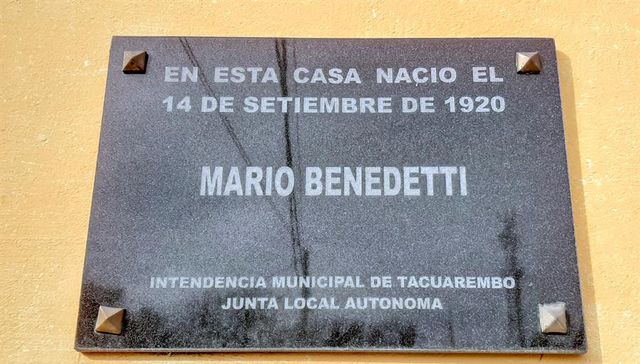 EN ESTA CASA NACIO EL
14 DE SETIEMBRE DE 1920
MARIO BENEDETTI
INTENDENCIA MUNICIPAL DE TACUAREMBO
JUNTA LOCAL AUTONOMA